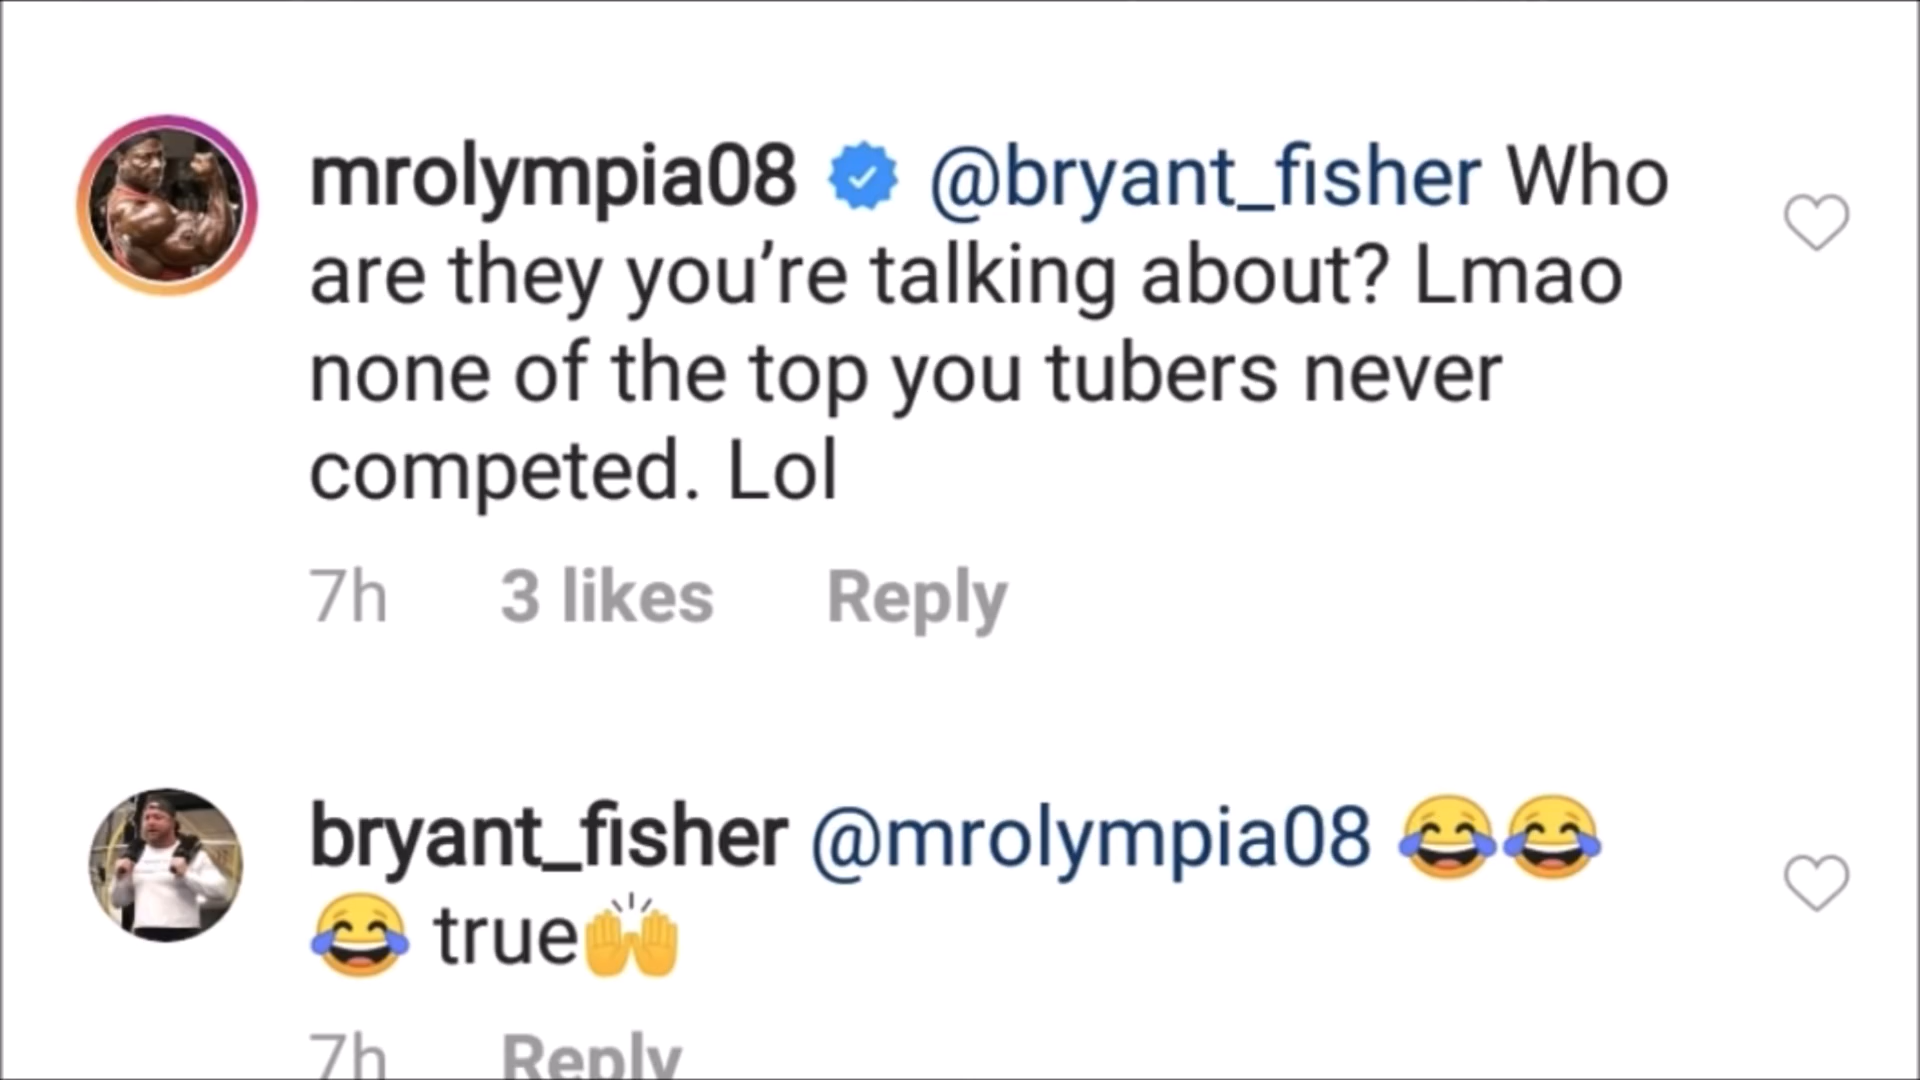 mrolympia08 @bryant_fisher Who
are they you’re talking about? Lmao
none of the top you tubers never
competed. Lol
7h 3 likes Reply
bryant_fisher @mrolympia08 😂😂
😂 true🙌
7h Reply